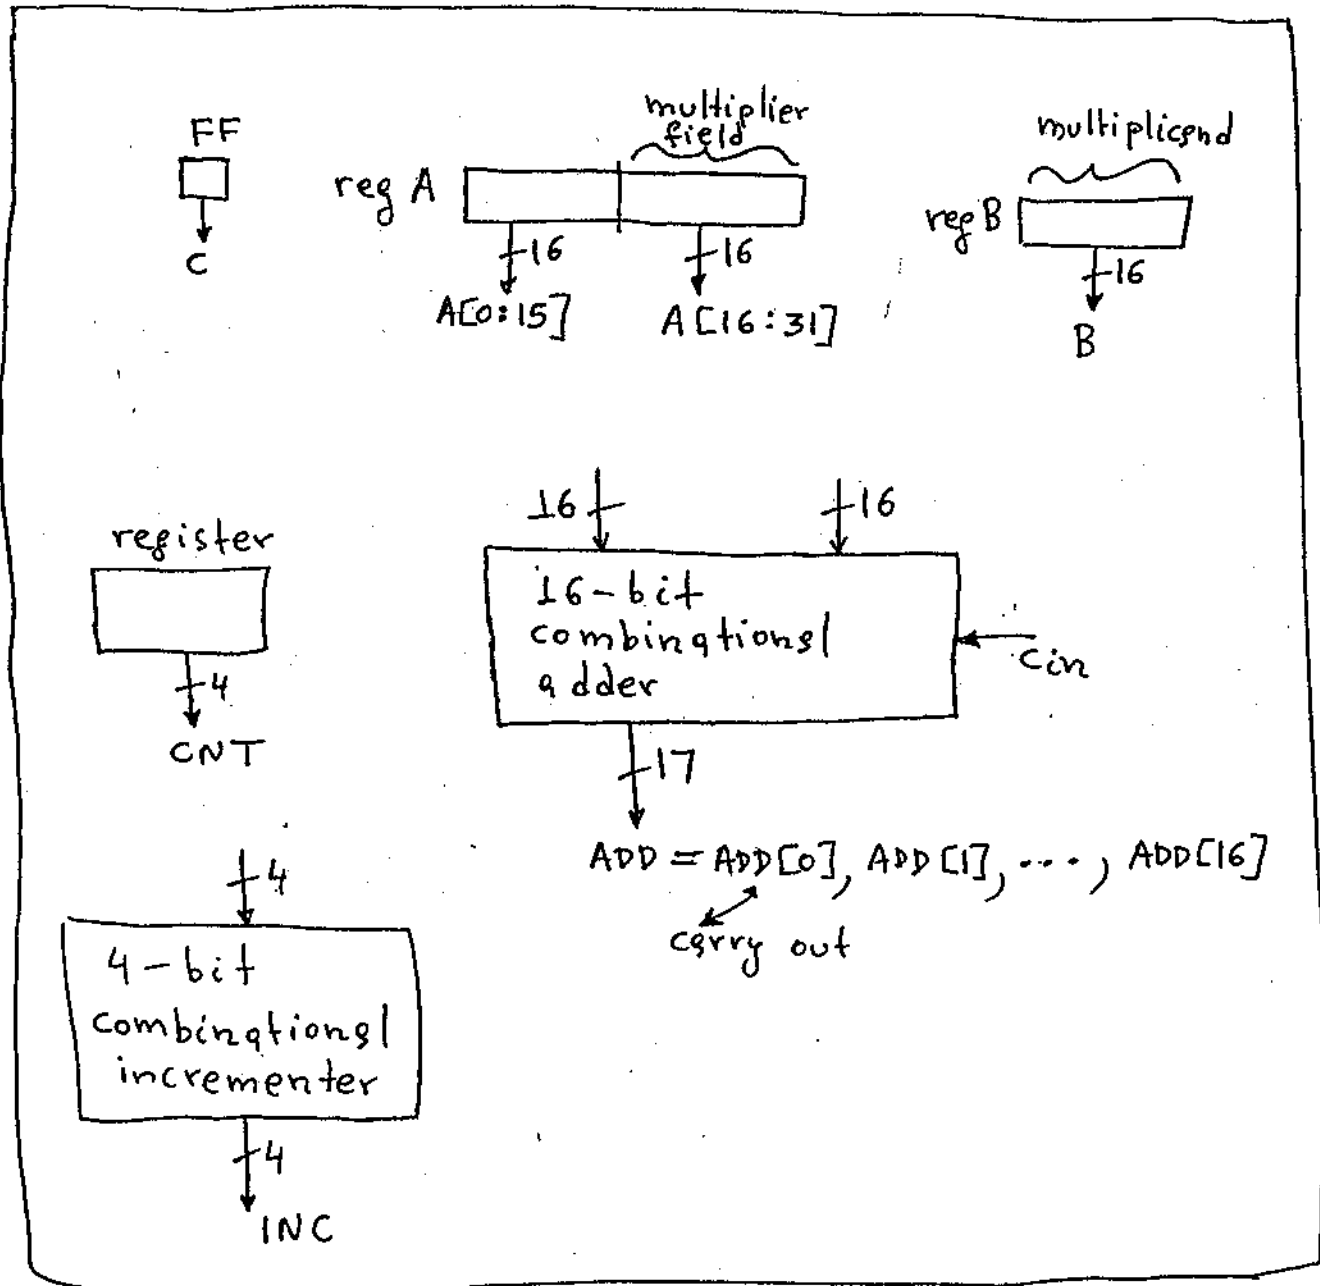 FF
C
reg A
multiplier
field
16
16
A[0:15]
A[16:31]
multiplicand
reg B
16
B
register
4
CNT
16
16
16-bit
combinational
adder
Cin
17
ADD = ADD[0], ADD[1], ...., ADD[16]
carry out
4
4-bit
combinational
incrementer
4
INC